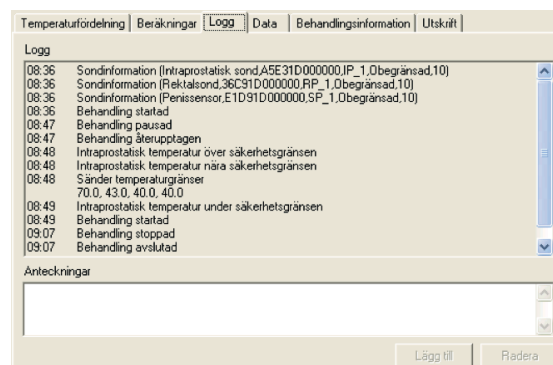 Temperaturfördelning Beräkningar Logg Data Behandlingsinformation Utskrift
Logg
08:36 Sondinformation (Intraprostatisk sond,A5E31D000000,IP_1,Obegränsad,10)
08:36 Sondinformation (Rektalsond,36C91D000000,RP_1,Obegränsad,10)
08:36 Sondinformation (Penissensor,E1D91D000000,SP_1,Obegränsad,10)
08:36 Behandling startad
08:47 Behandling pausad
08:47 Behandling återupptagen
08:48 Intraprostatisk temperatur över säkerhetsgränsen
08:48 Intraprostatisk temperatur nära säkerhetsgränsen
08:48 Sänder temperaturgränser
70.0, 43.0, 40.0, 40.0
08:49 Intraprostatisk temperatur under säkerhetsgränsen
08:49 Behandling startad
09:07 Behandling stoppad
09:07 Behandling avslutad
Anteckningar
Lägg till Radera